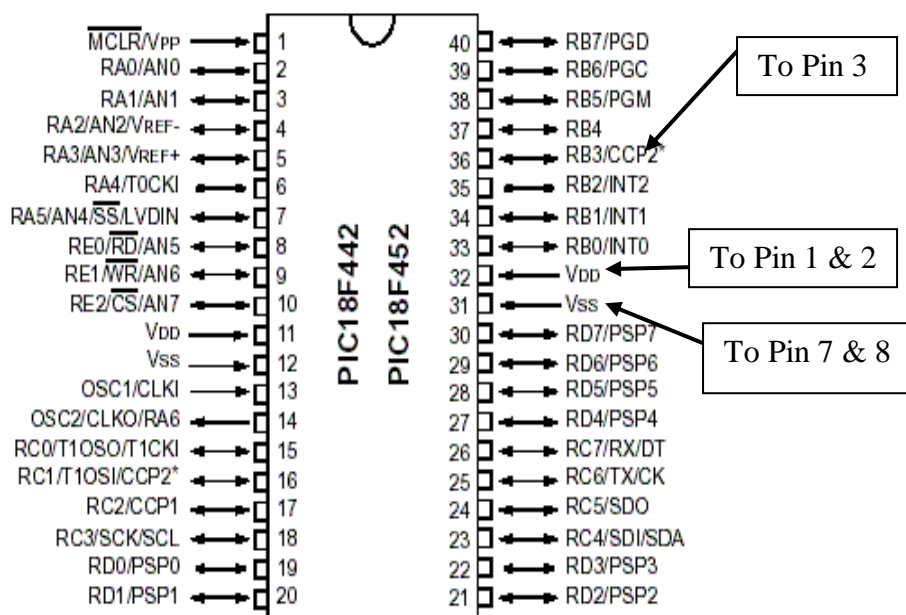 MCLR/VPP 1
RA0/AN0 2
RA1/AN1 3
RA2/AN2/VREF- 4
RA3/AN3/VREF+ 5
RA4/T0CKI 6
RA5/AN4/SS/LVDIN 7
RE0/RD/AN5 8
RE1/WR/AN6 9
RE2/CS/AN7 10
VDD 11
VSS 12
OSC1/CLKI 13
OSC2/CLKO/RA6 14
RC0/T1OSO/T1CKI 15
RC1/T1OSI/CCP2* 16
RC2/CCP1 17
RC3/SCK/SCL 18
RD0/PSP0 19
RD1/PSP1 20
PIC18F442
PIC18F452
40 RB7/PGD
39 RB6/PGC
38 RB5/PGM
37 RB4
36 RB3/CCP2*
35 RB2/INT2
34 RB1/INT1
33 RB0/INT0
32 VDD
31 VSS
30 RD7/PSP7
29 RD6/PSP6
28 RD5/PSP5
27 RD4/PSP4
26 RC7/RX/DT
25 RC6/TX/CK
24 RC5/SDO
23 RC4/SDI/SDA
22 RD3/PSP3
21 RD2/PSP2
To Pin 3
To Pin 1 & 2
To Pin 7 & 8